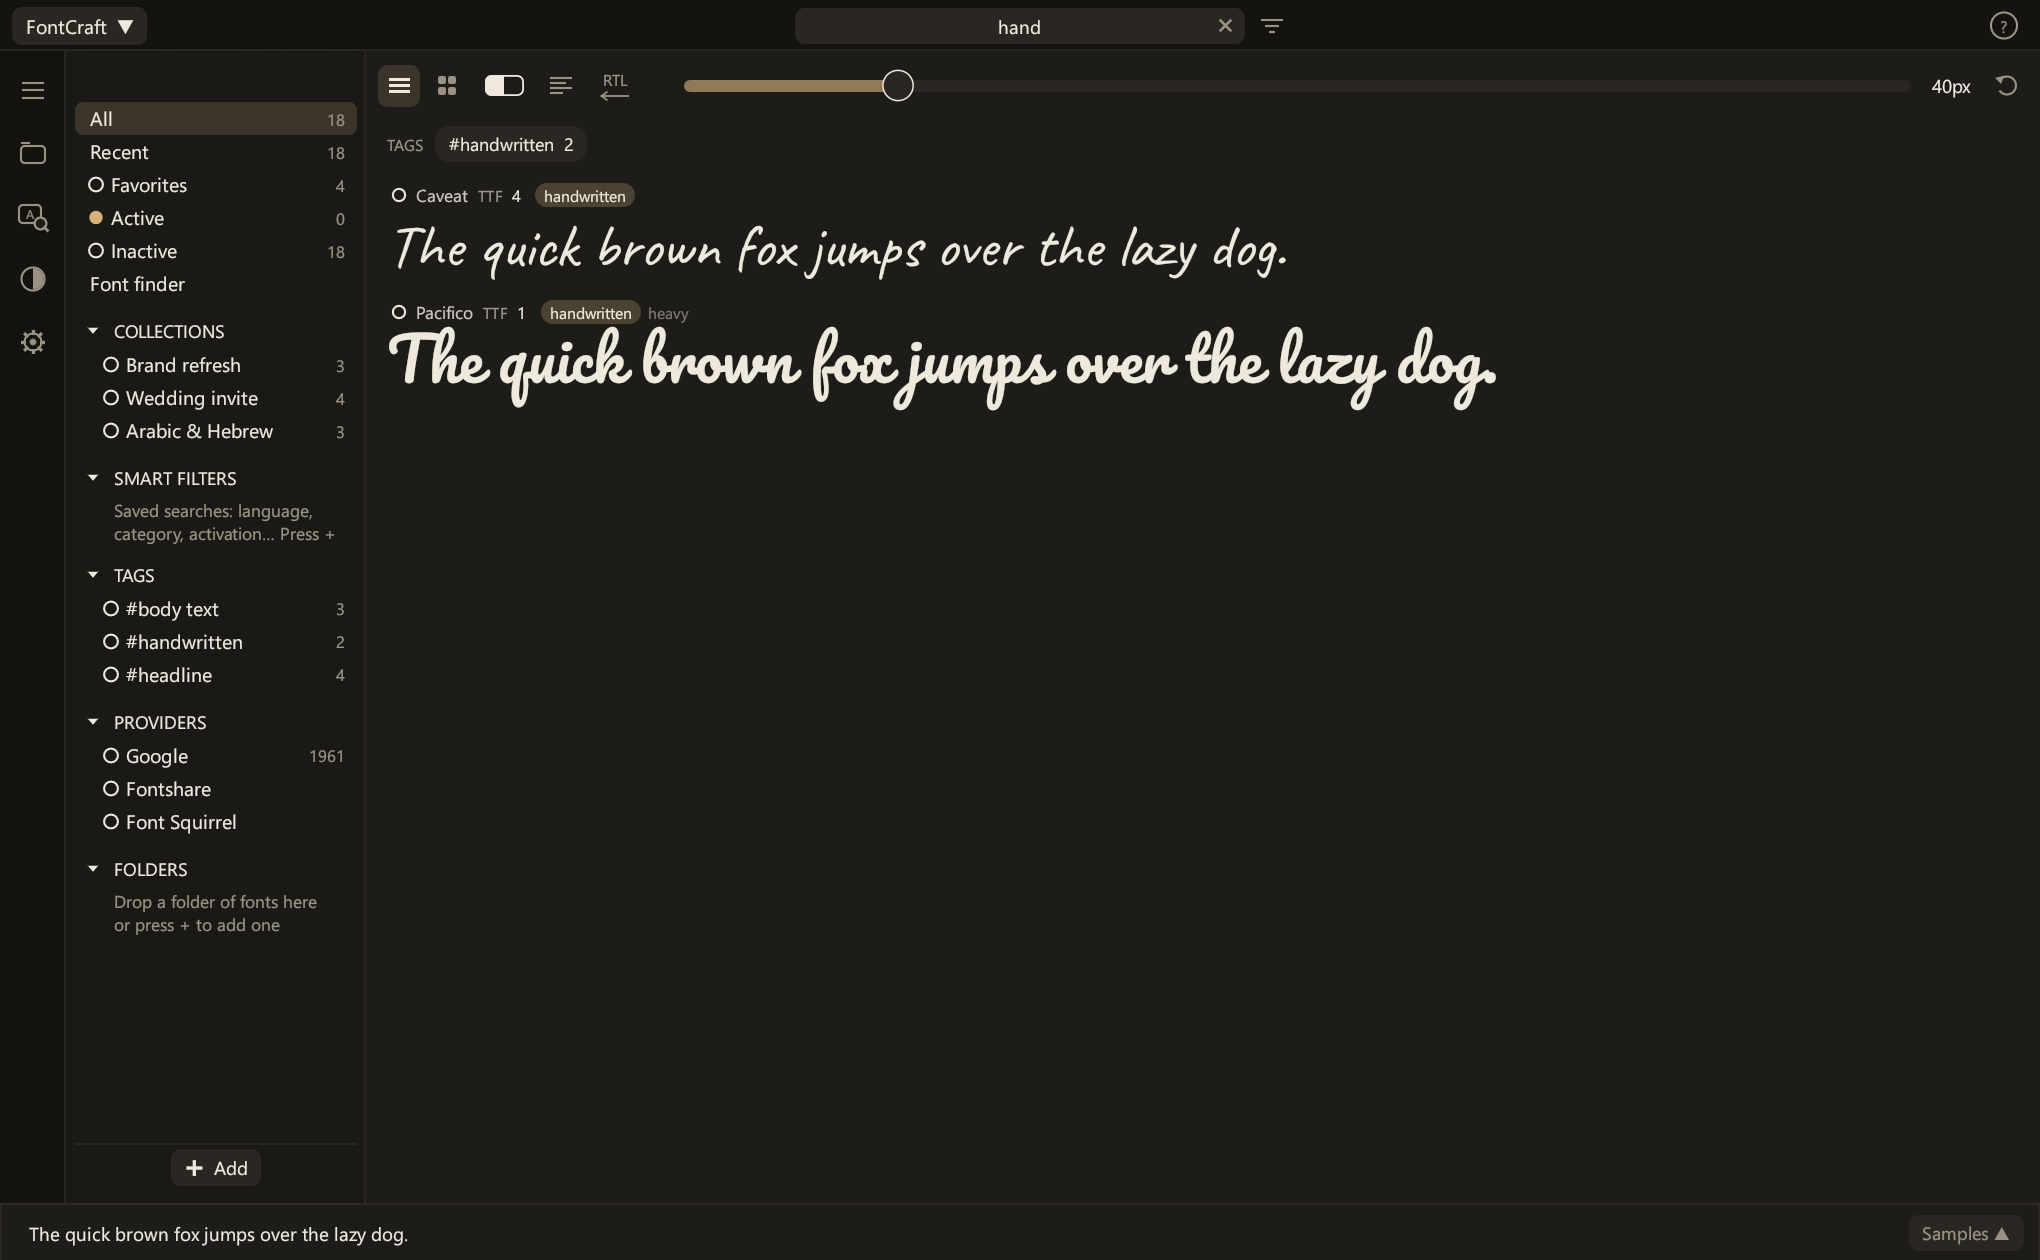 FontCraft ▼
hand
RTL
40px
All 18
Recent 18
Favorites 4
Active 0
Inactive 18
Font finder
COLLECTIONS
Brand refresh 3
Wedding invite 4
Arabic & Hebrew 3
SMART FILTERS
Saved searches: language,
category, activation... Press +
TAGS
#body text 3
#handwritten 2
#headline 4
PROVIDERS
Google 1961
Fontshare
Font Squirrel
FOLDERS
Drop a folder of fonts here
or press + to add one
+ Add
TAGS #handwritten 2
Caveat TTF 4 handwritten
The quick brown fox jumps over the lazy dog.
Pacifico TTF 1 handwritten heavy
The quick brown fox jumps over the lazy dog.
The quick brown fox jumps over the lazy dog.
Samples ▲